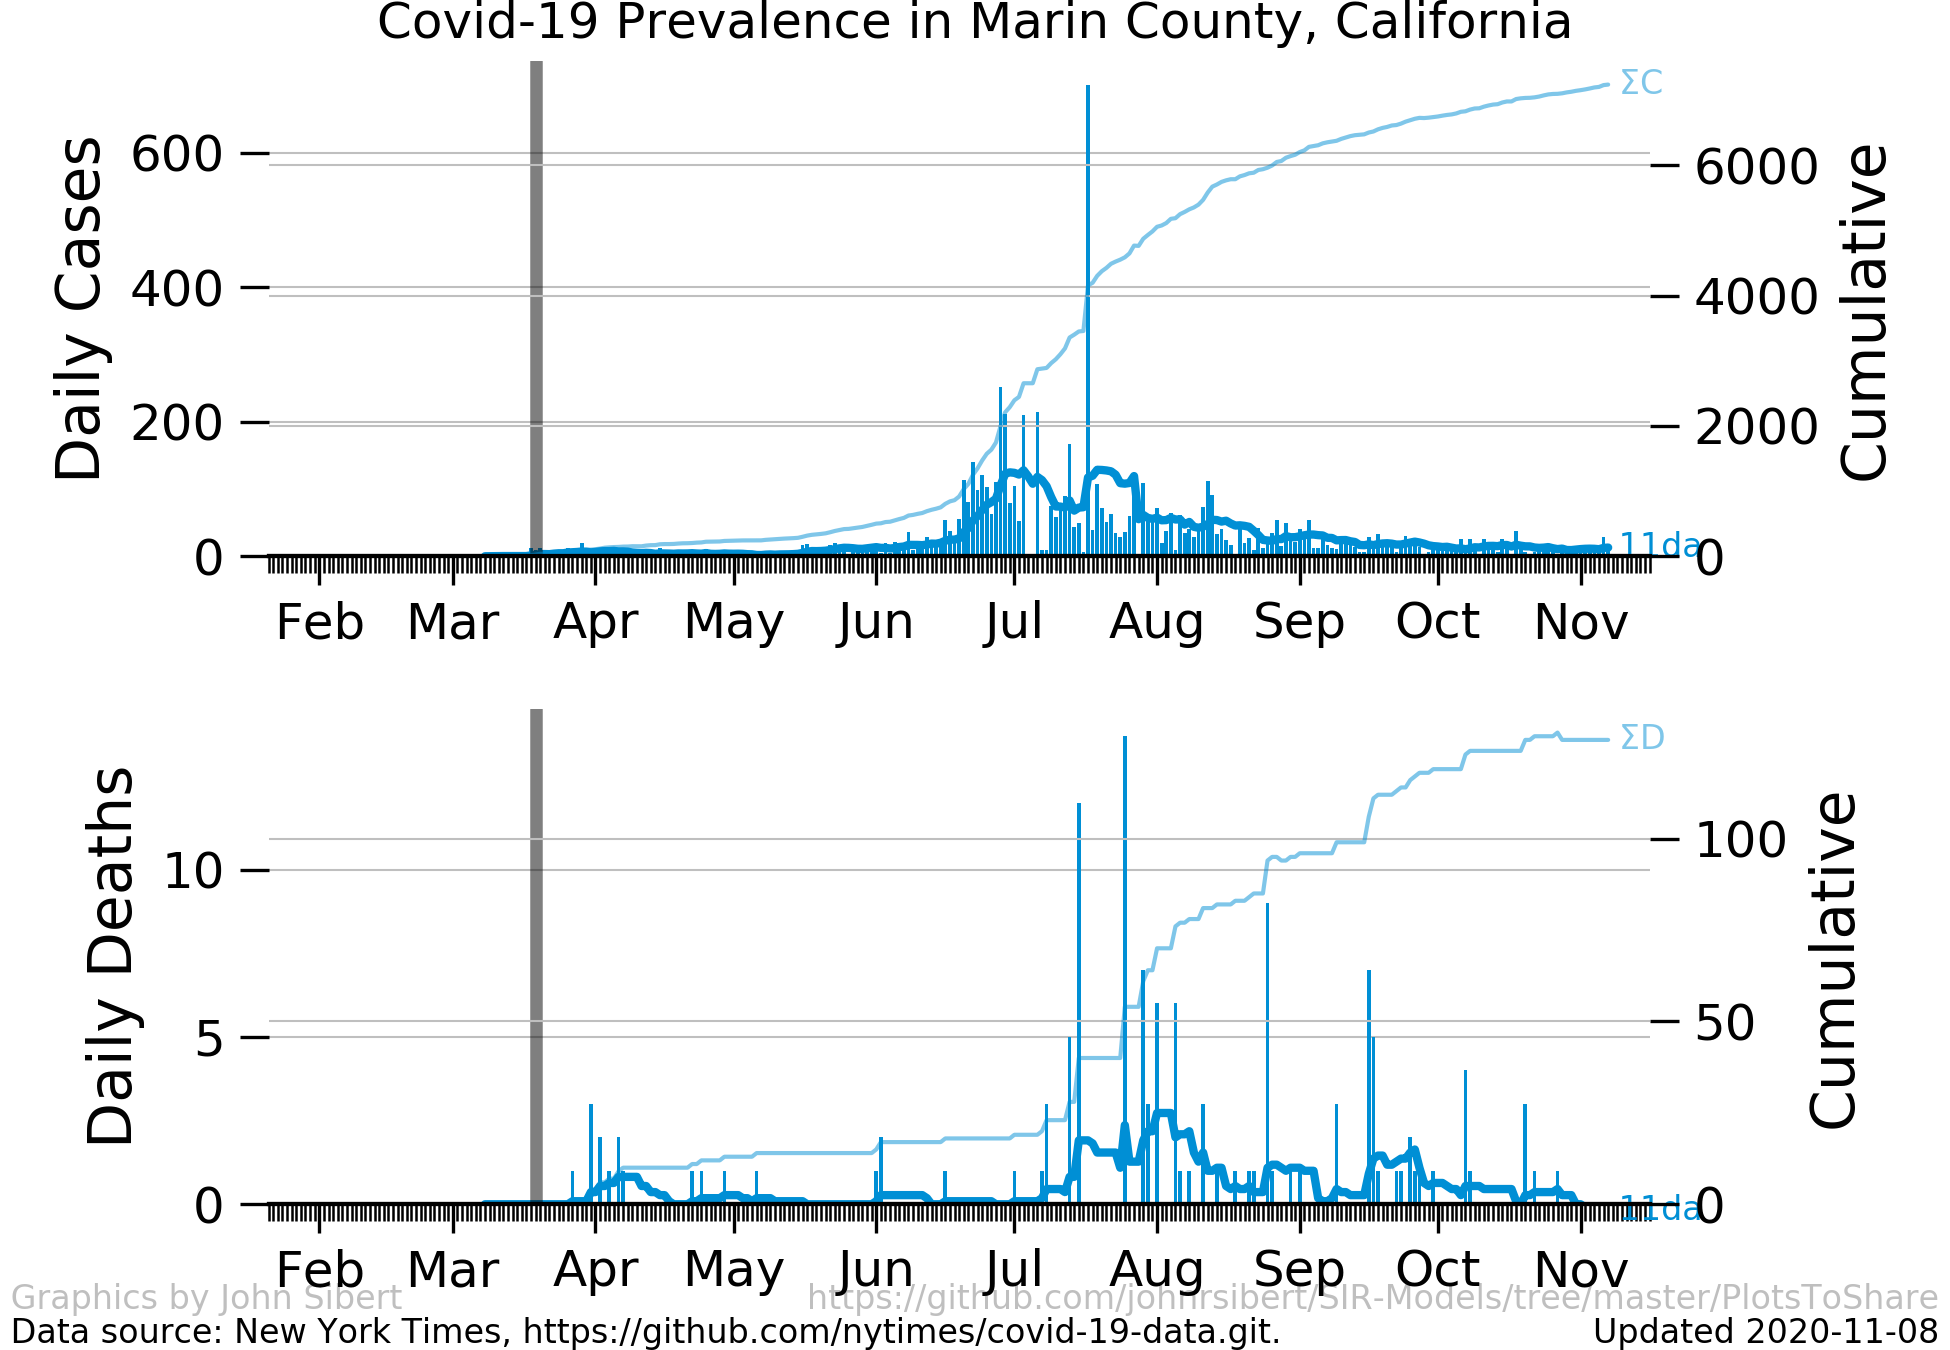 Covid-19 Prevalence in Marin County, California
Daily Cases
600
400
200
0
6000
4000
2000
0
Cumulative
ΣC
11da
Feb Mar Apr May Jun Jul Aug Sep Oct Nov
Daily Deaths
10
5
0
100
50
0
Cumulative
ΣD
11da
Feb Mar Apr May Jun Jul Aug Sep Oct Nov
Graphics by John Sibert https://github.com/johnrsibert/SIR-Models/tree/master/PlotsToShare
Data source: New York Times, https://github.com/nytimes/covid-19-data.git. Updated 2020-11-08